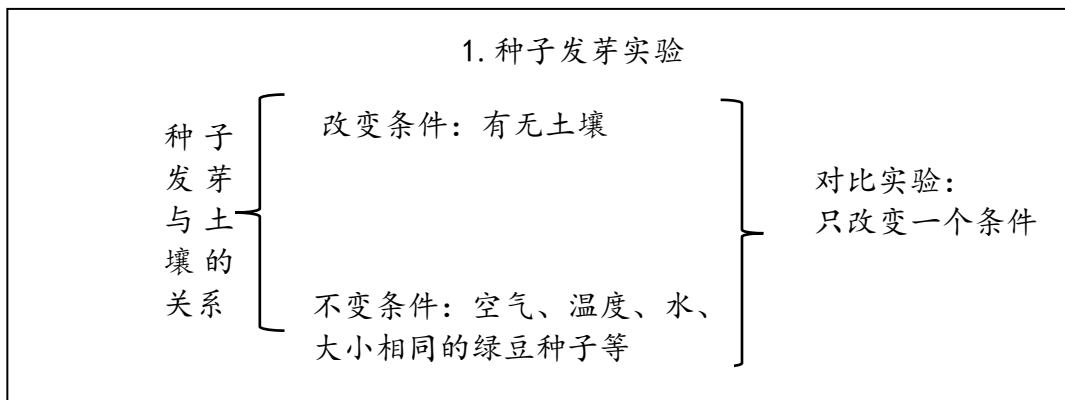 1.种子发芽实验
种子
发芽
与土
壤的
关系
改变条件：有无土壤
不变条件：空气、温度、水、
大小相同的绿豆种子等
对比实验：
只改变一个条件